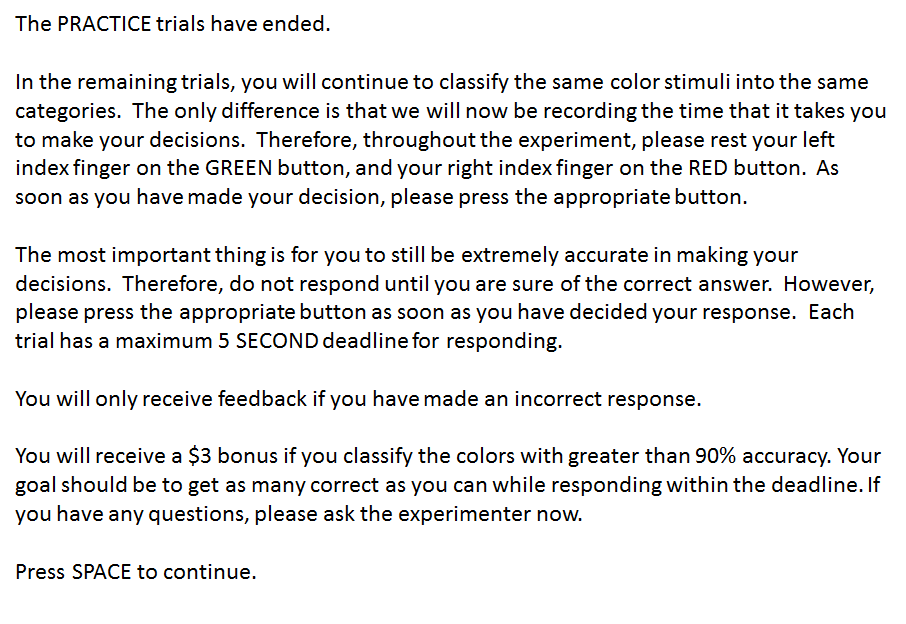 The PRACTICE trials have ended.
In the remaining trials, you will continue to classify the same color stimuli into the same
categories.  The only difference is that we will now be recording the time that it takes you
to make your decisions.  Therefore, throughout the experiment, please rest your left
index finger on the GREEN button, and your right index finger on the RED button.  As
soon as you have made your decision, please press the appropriate button.
The most important thing is for you to still be extremely accurate in making your
decisions.  Therefore, do not respond until you are sure of the correct answer.  However,
please press the appropriate button as soon as you have decided your response.  Each
trial has a maximum 5 SECOND deadline for responding.
You will only receive feedback if you have made an incorrect response.
You will receive a $3 bonus if you classify the colors with greater than 90% accuracy. Your
goal should be to get as many correct as you can while responding within the deadline. If
you have any questions, please ask the experimenter now.
Press SPACE to continue.